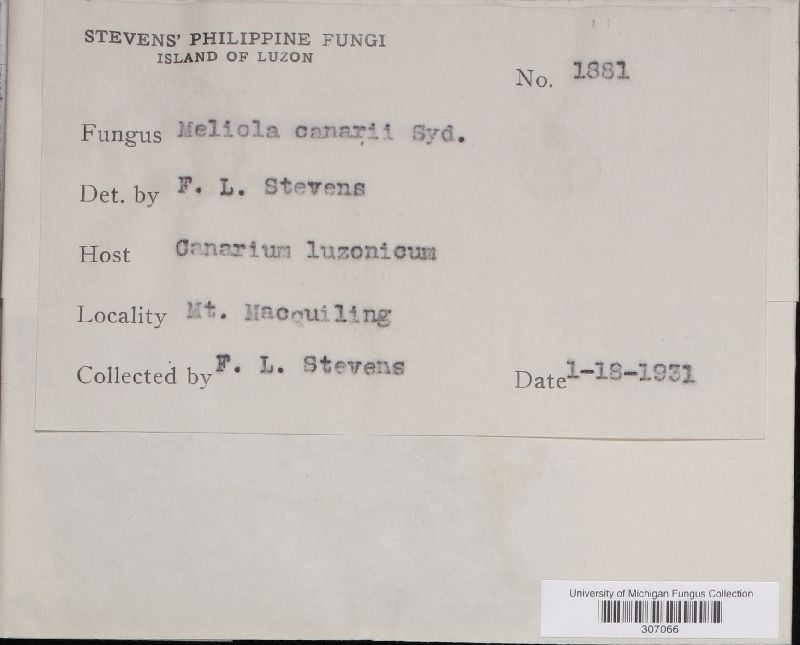 STEVENS' PHILIPPINE FUNGI
ISLAND OF LUZON
No. 1881
Fungus Meliola canarii Syd.
Det. by F. L. Stevens
Host Canarium luzonicum
Locality Mt. Macquiling
Collected by F. L. Stevens
Date 1-18-1931
University of Michigan Fungus Collection
307066